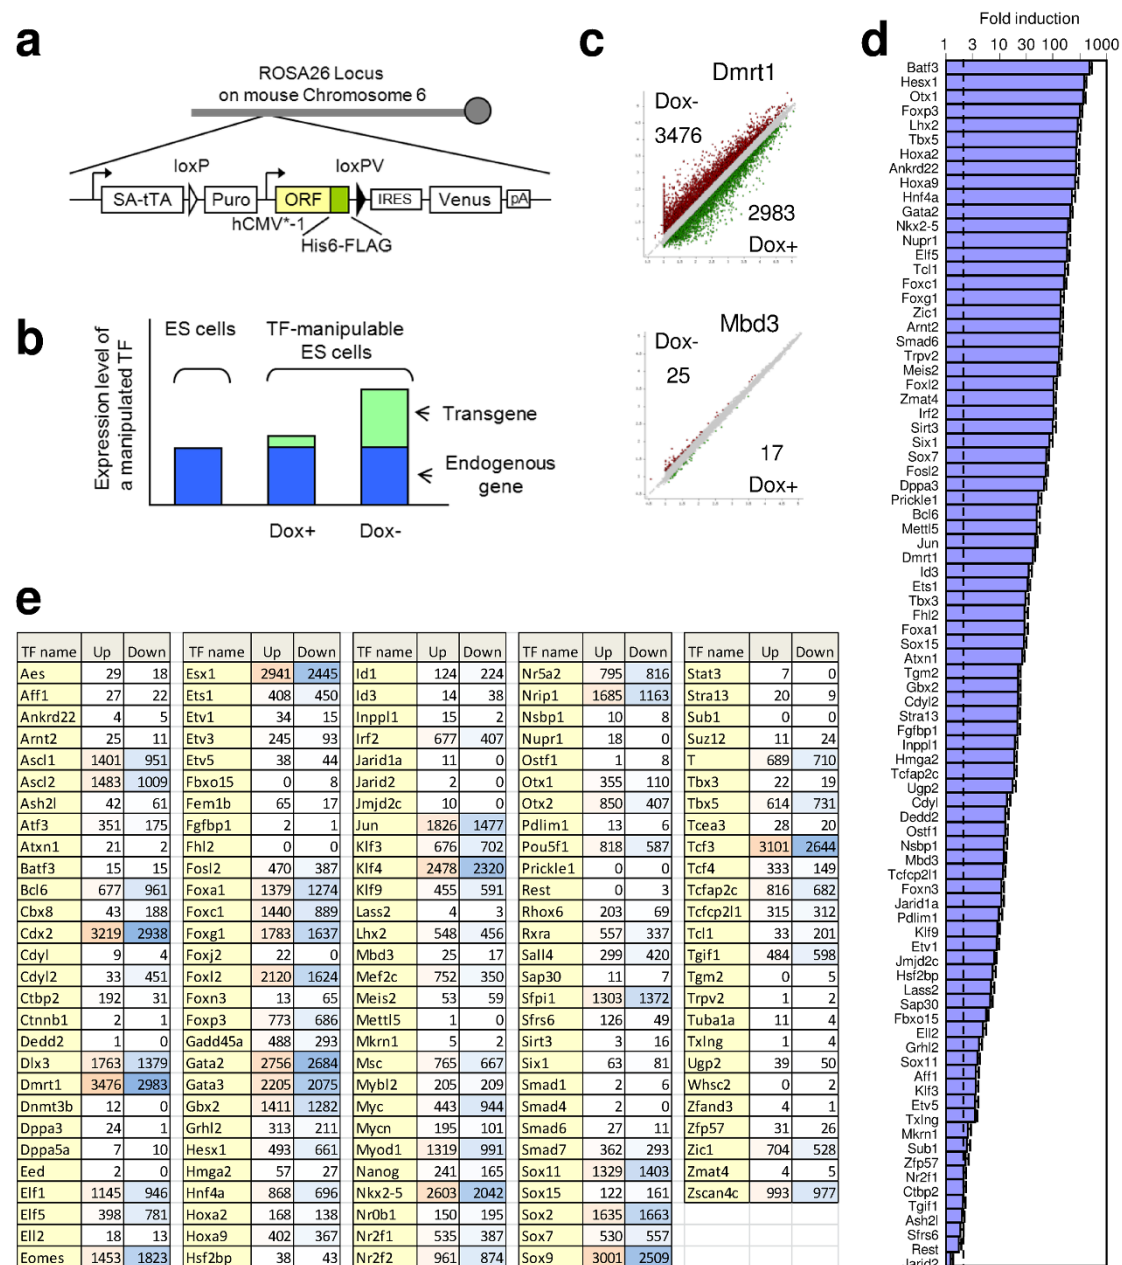 a
ROSA26 Locus
on mouse Chromosome 6
loxP
loxPV
SA-tTA
Puro
ORF
IRES
Venus
pA
hCMV*-1
His6-FLAG
b
Expression level of
a manipulated TF
ES cells
TF-manipulable
ES cells
Transgene
Endogenous
gene
Dox+
Dox-
c
Dmrt1
Dox-
3476
2983
Dox+
Mbd3
Dox-
25
17
Dox+
d
Fold induction
1 3 10 30 100 1000
Batf3
Hesx1
Otx1
Foxp3
Lhx2
Tbx5
Hoxa2
Ankrd22
Hoxa9
Hnf4a
Gata2
Nkx2-5
Nupr1
Elf5
Tcl1
Foxc1
Foxg1
Zic1
Arnt2
Smad6
Trpv2
Meis2
Foxl2
Zmat4
Irf2
Sirt3
Six1
Sox7
Fosl2
Dppa3
Prickle1
Bcl6
Mettl5
Jun
Dmrt1
Id3
Ets1
Tbx3
Fhl2
Foxa1
Sox15
Atxn1
Tgm2
Gbx2
Cdyl2
Stra13
Fgfbp1
Inppl1
Hmga2
Tcfap2c
Ugp2
Cdyl
Dedd2
Ostf1
Nsbp1
Mbd3
Tcfcp2l1
Foxn3
Jarid1a
Pdlim1
Klf9
Etv1
Jmjd2c
Hsf2bp
Lass2
Sap30
Fbxo15
Ell2
Grhl2
Sox11
Aff1
Klf3
Etv5
Txlng
Mkrn1
Sub1
Zfp57
Nr2f1
Ctbp2
Tgif1
Ash2l
Sfrs6
Rest
Jarid2
e
TF name Up Down TF name Up Down TF name Up Down TF name Up Down TF name Up Down
Aes 29 18 Esx1 2941 2445 Id1 124 224 Nr5a2 795 816 Stat3 7 0
Aff1 27 22 Ets1 408 450 Id3 14 38 Nrip1 1685 1163 Stra13 20 9
Ankrd22 4 5 Etv1 34 15 Inppl1 15 2 Nsbp1 10 8 Sub1 0 0
Arnt2 25 11 Etv3 245 93 Irf2 677 407 Nupr1 18 0 Suz12 11 24
Ascl1 1401 951 Etv5 38 44 Jarid1a 11 0 Ostf1 1 8 T 689 710
Ascl2 1483 1009 Fbxo15 0 8 Jarid2 2 0 Otx1 355 110 Tbx3 22 19
Ash2l 42 61 Fem1b 65 17 Jmjd2c 10 0 Otx2 850 407 Tbx5 614 731
Atf3 351 175 Fgfbp1 2 1 Jun 1826 1477 Pdlim1 13 6 Tcea3 28 20
Atxn1 21 2 Fhl2 0 0 Klf3 676 702 Pou5f1 818 587 Tcf3 3101 2644
Batf3 15 15 Fosl2 470 387 Klf4 2478 2320 Prickle1 0 0 Tcf4 333 149
Bcl6 677 961 Foxa1 1379 1274 Klf9 455 591 Rest 0 3 Tcfap2c 816 682
Cbx8 43 188 Foxc1 1440 889 Lass2 4 3 Rhox6 203 69 Tcfcp2l1 315 312
Cdx2 3219 2938 Foxg1 1783 1637 Lhx2 548 456 Rxra 557 337 Tcl1 33 201
Cdyl 9 4 Foxj2 22 0 Mbd3 25 17 Sall4 299 420 Tgif1 484 598
Cdyl2 33 451 Foxl2 2120 1624 Mef2c 752 350 Sap30 11 7 Tgm2 0 5
Ctbp2 192 31 Foxn3 13 65 Meis2 53 59 Sfpi1 1303 1372 Trpv2 1 2
Ctnnb1 2 1 Foxp3 773 686 Mettl5 1 0 Sfrs6 126 49 Tuba1a 11 4
Dedd2 1 0 Gadd45a 488 293 Mkrn1 5 2 Sirt3 3 16 Txlng 1 4
Dlx3 1763 1379 Gata2 2756 2684 Msc 765 667 Six1 63 81 Ugp2 39 50
Dmrt1 3476 2983 Gata3 2205 2075 Mybl2 205 209 Smad1 2 6 Whsc2 0 2
Dnmt3b 12 0 Gbx2 1411 1282 Myc 443 944 Smad4 2 0 Zfand3 4 1
Dppa3 24 1 Grhl2 313 211 Mycn 195 101 Smad6 27 11 Zfp57 31 26
Dppa5a 7 10 Hesx1 493 661 Myod1 1319 991 Smad7 362 293 Zic1 704 528
Eed 2 0 Hmga2 57 27 Nanog 241 165 Sox11 1329 1403 Zmat4 4 5
Elf1 1145 946 Hnf4a 868 696 Nkx2-5 2603 2042 Sox15 122 161 Zscan4c 993 977
Elf5 398 781 Hoxa2 168 138 Nr0b1 150 195 Sox2 1635 1663
Ell2 18 13 Hoxa9 402 367 Nr2f1 535 387 Sox7 530 557
Eomes 1453 1823 Hsf2bp 38 43 Nr2f2 961 874 Sox9 3001 2509